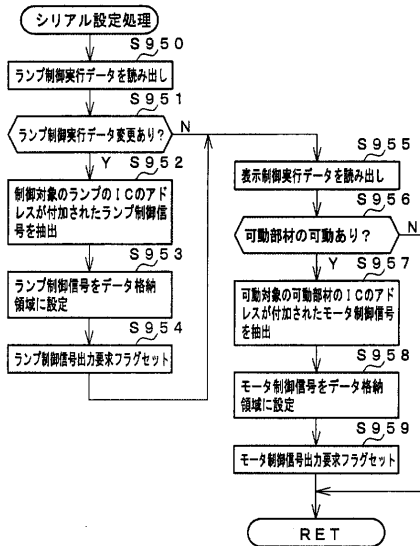 シリアル設定処理
S950
ランプ制御実行データを読み出し
S951
ランプ制御実行データ変更あり?
N
Y
S952
制御対象のランプのICのアド
レスが付加されたランプ制御信
号を抽出
S953
ランプ制御信号をデータ格納
領域に設定
S954
ランプ制御信号出力要求フラグセット
S955
表示制御実行データを読み出し
S956
可動部材の可動あり?
N
Y
S957
可動対象の可動部材のICのア
ドレスが付加されたモータ制御信号
を抽出
S958
モータ制御信号をデータ格納
領域に設定
S959
モータ制御信号出力要求フラグセット
RET